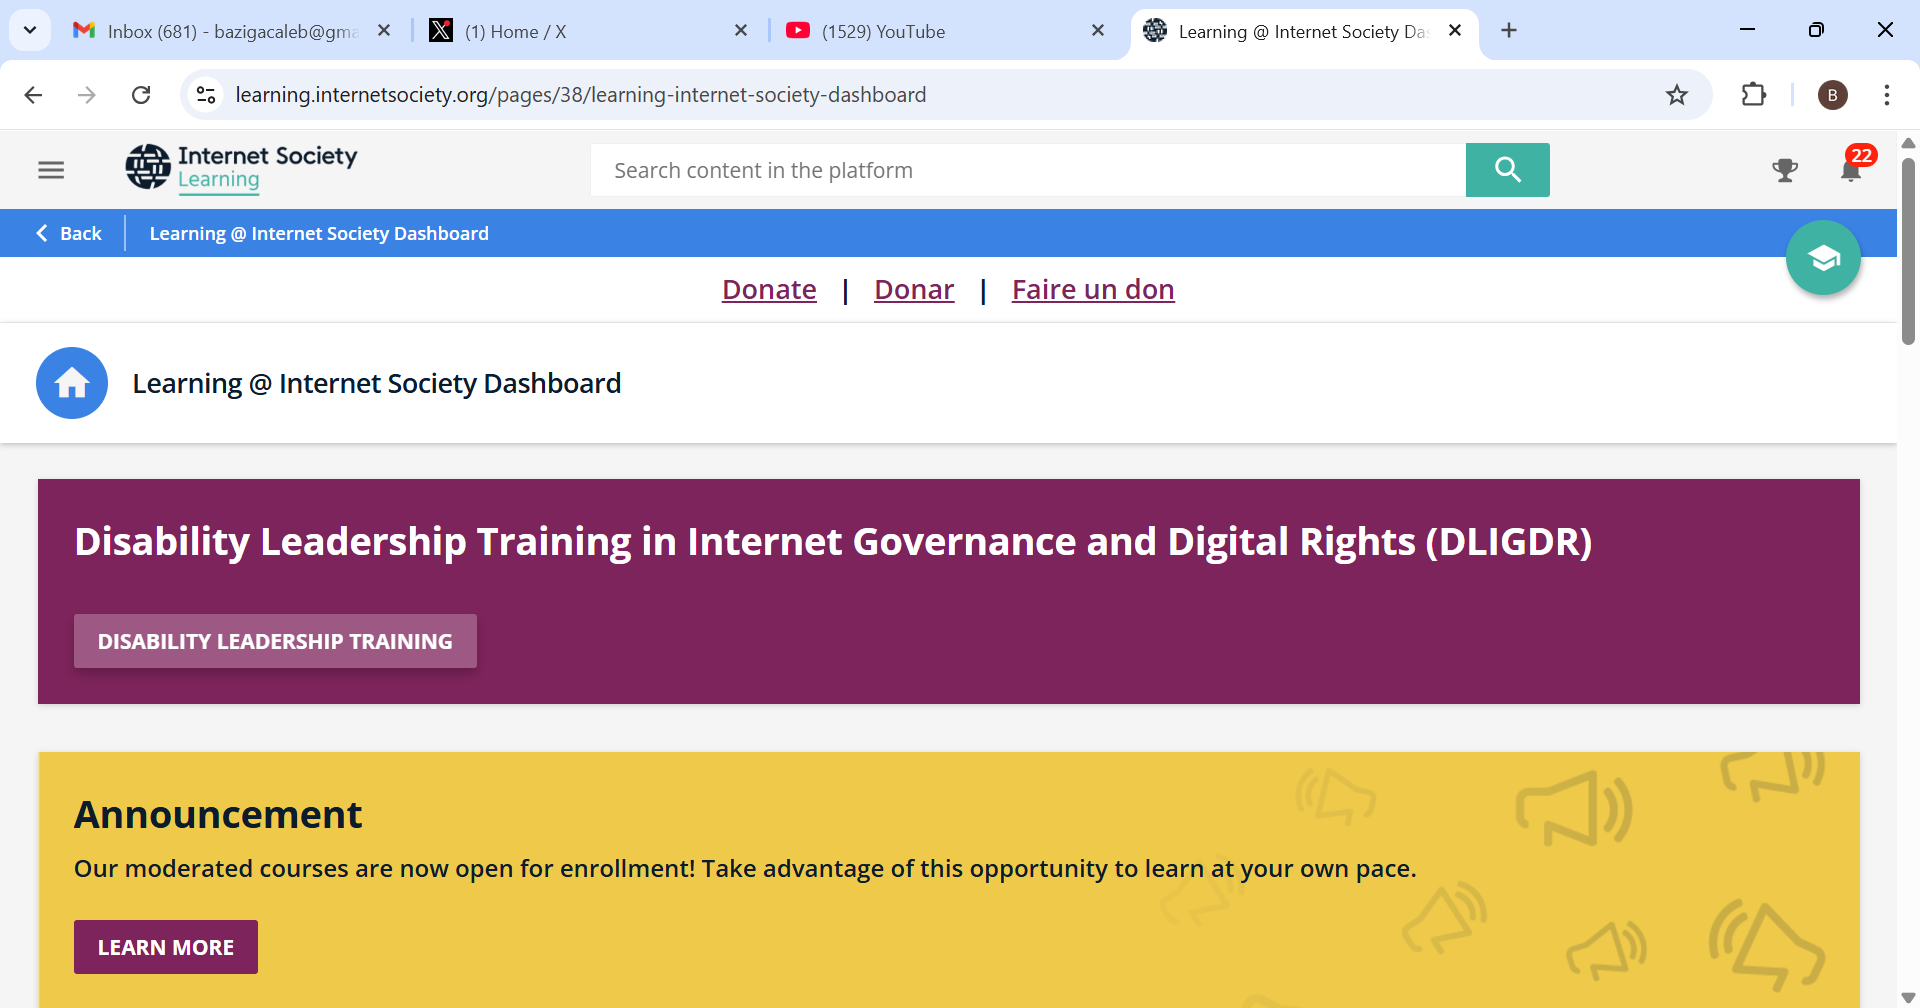 Inbox (681) - bazigacaleb@gma
(1) Home / X
(1529) YouTube
Learning @ Internet Society Da
learning.internetsociety.org/pages/38/learning-internet-society-dashboard
B
Internet Society
Learning
Search content in the platform
22
Back
Learning @ Internet Society Dashboard
Donate | Donar | Faire un don
Learning @ Internet Society Dashboard
Disability Leadership Training in Internet Governance and Digital Rights (DLIGDR)
DISABILITY LEADERSHIP TRAINING
Announcement
Our moderated courses are now open for enrollment! Take advantage of this opportunity to learn at your own pace.
LEARN MORE